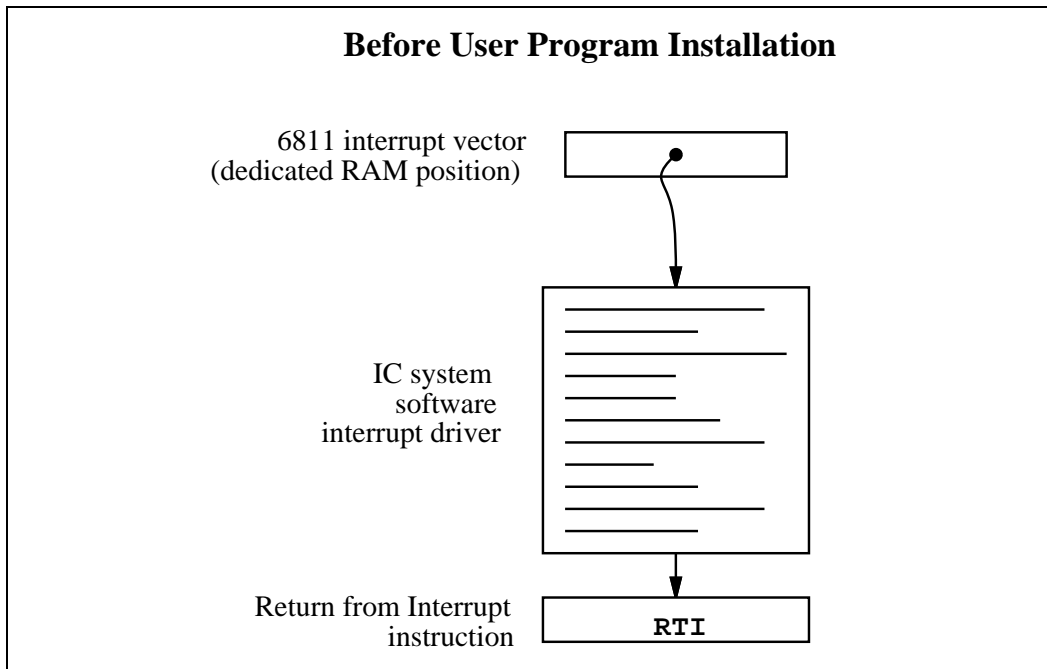 Before User Program Installation
6811 interrupt vector
(dedicated RAM position)
IC system
software
interrupt driver
Return from Interrupt
instruction
RTI